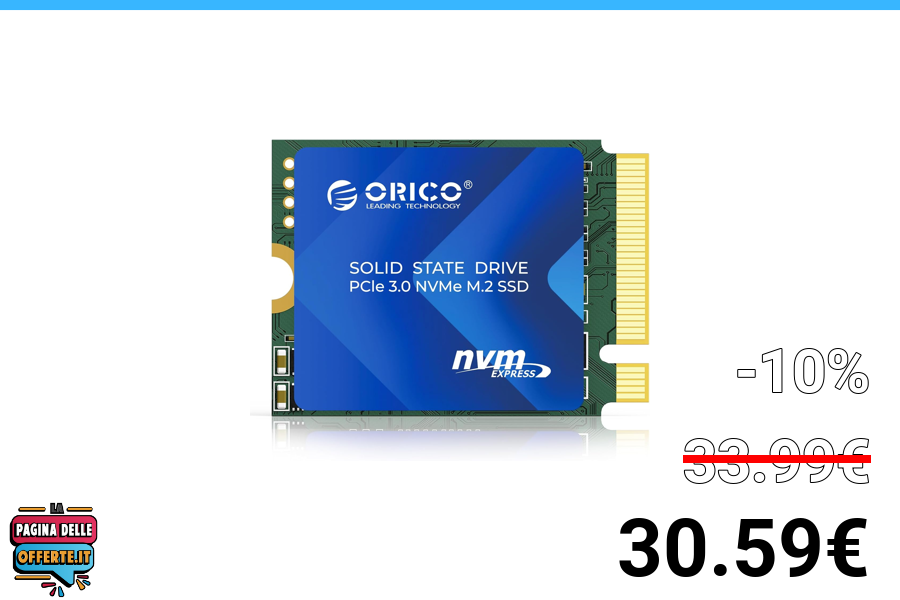 ORICO®
LEADING TECHNOLOGY
SOLID STATE DRIVE
PCIe 3.0 NVMe M.2 SSD
nvm
EXPRESS
-10%
33.99€
30.59€
LA
PAGINA DELLE
OFFERTE.IT